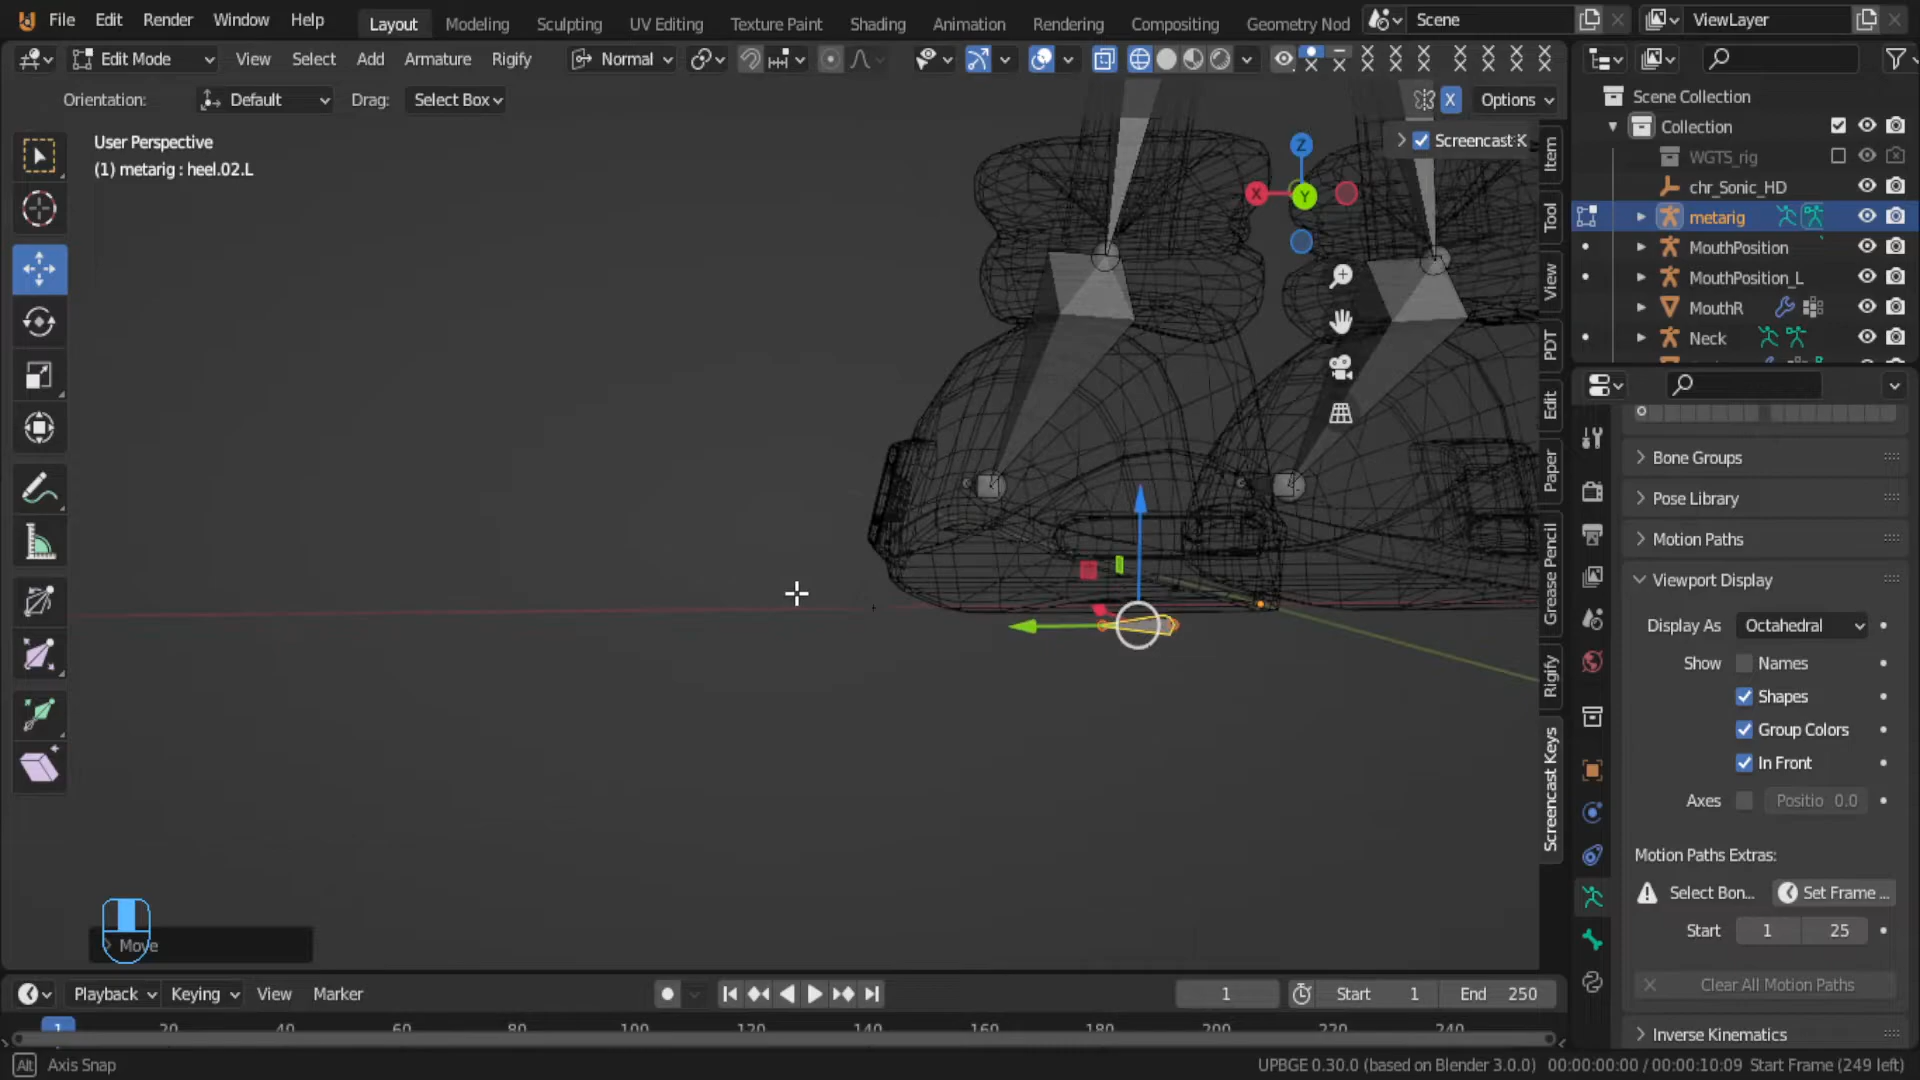 File Edit Render Window Help Layout Modeling Sculpting UV Editing Texture Paint Shading Animation Rendering Compositing Geometry Nod Scene ViewLayer
Edit Mode View Select Add Armature Rigify Normal
Orientation: Default Drag: Select Box X Options
User Perspective
(1) metarig : heel.02.L
Screencast K
Z
X
Y
Item
Tool
View
PDT
Edit
Paper
Grease Pencil
Rigify
Screencast Keys
Scene Collection
Collection
WGTS_rig
chr_Sonic_HD
metarig
MouthPosition
MouthPosition_L
MouthR
Neck
Bone Groups
Pose Library
Motion Paths
Viewport Display
Display As Octahedral
Show Names
Shapes
Group Colors
In Front
Axes Positio 0.0
Motion Paths Extras:
Select Bon... Set Frame ...
Start 1 25
Clear All Motion Paths
Inverse Kinematics
Move
Playback Keying View Marker 1 Start 1 End 250
1 20 40 60 80 100 120 140 160 180 200 220 240
Alt Axis Snap UPBGE 0.30.0 (based on Blender 3.0.0) 00:00:00:00 / 00:00:10:09 Start Frame (249 left)